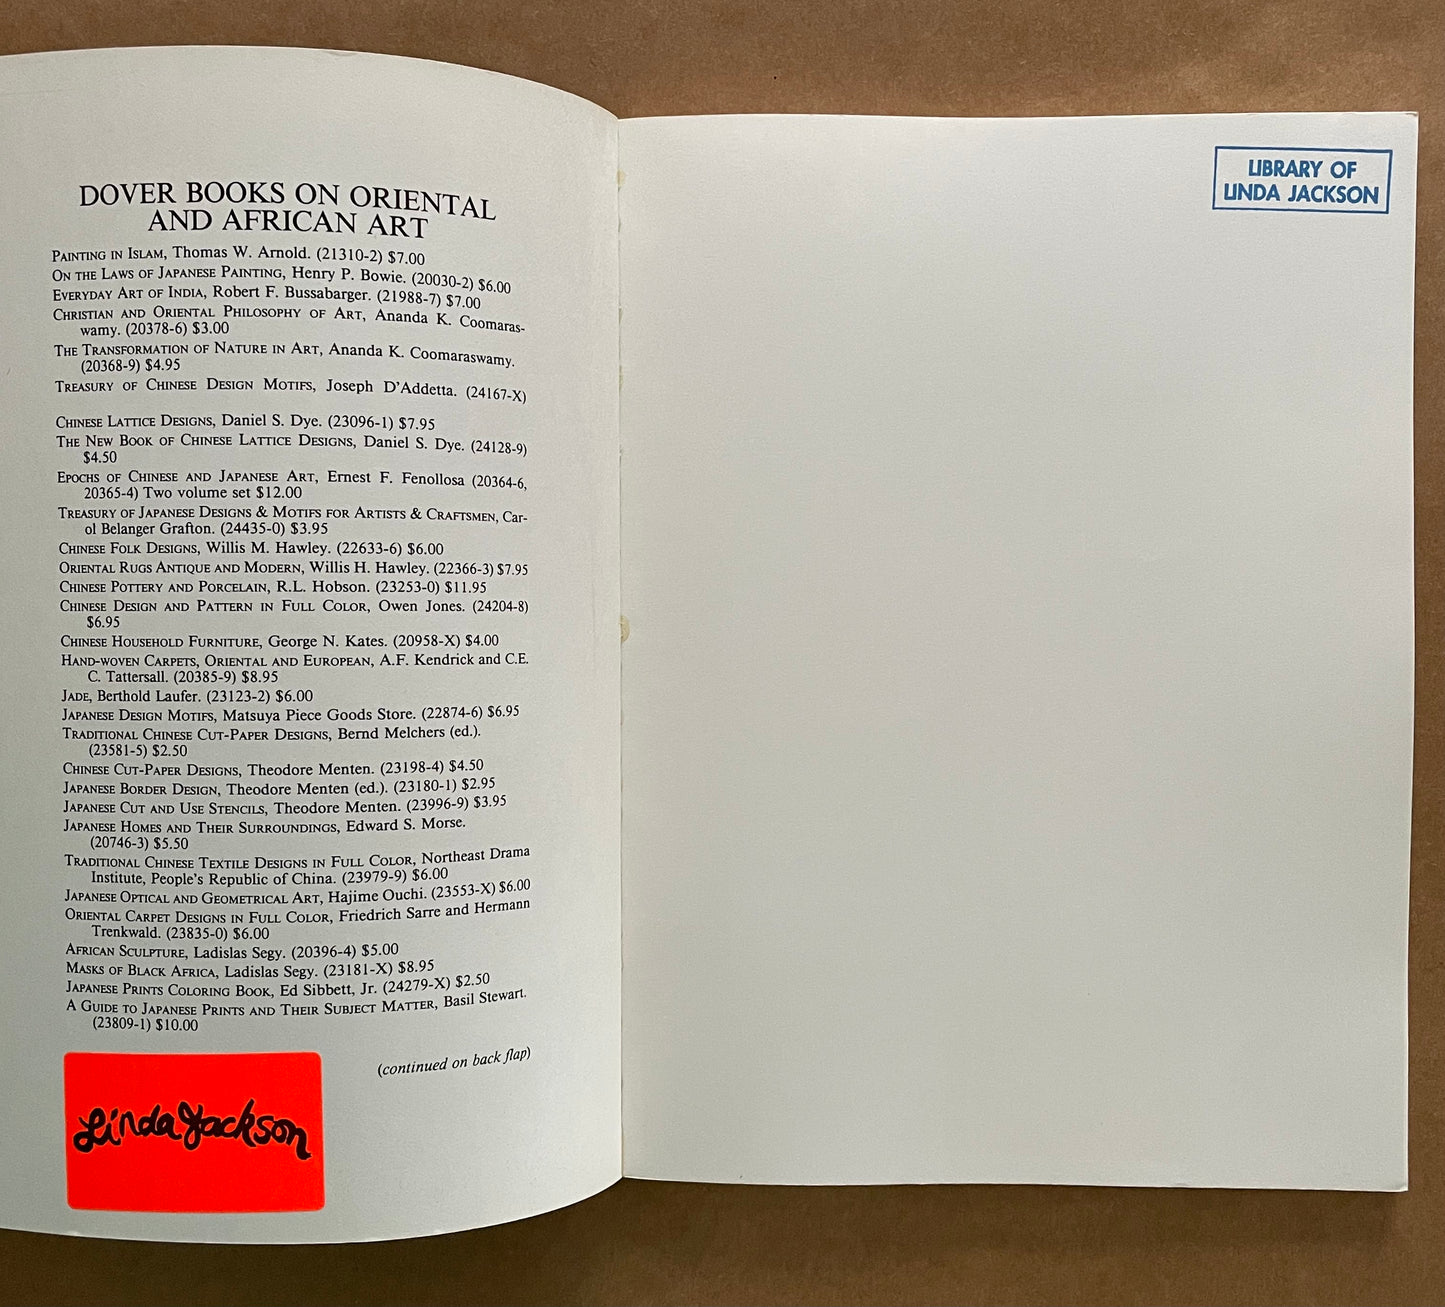 DOVER BOOKS ON ORIENTAL
AND AFRICAN ART
PAINTING IN ISLAM, Thomas W. Arnold. (21310-2) $7.00
ON THE LAWS OF JAPANESE PAINTING, Henry P. Bowie. (20030-2) $6.00
EVERYDAY ART OF INDIA, Robert F. Bussabarger. (21988-7) $7.00
CHRISTIAN AND ORIENTAL PHILOSOPHY OF ART, Ananda K. Coomaras-
wamy. (20378-6) $3.00
THE TRANSFORMATION OF NATURE IN ART, Ananda K. Coomaraswamy.
(20368-9) $4.95
TREASURY OF CHINESE DESIGN MOTIFS, Joseph D'Addetta. (24167-X)
CHINESE LATTICE DESIGNS, Daniel S. Dye. (23096-1) $7.95
THE NEW BOOK OF CHINESE LATTICE DESIGNS, Daniel S. Dye. (24128-9)
$4.50
EPOCHS OF CHINESE AND JAPANESE ART, Ernest F. Fenollosa (20364-6,
20365-4) Two volume set $12.00
TREASURY OF JAPANESE DESIGNS & MOTIFS FOR ARTISTS & CRAFTSMEN, Car-
ol Belanger Grafton. (24435-0) $3.95
CHINESE FOLK DESIGNS, Willis M. Hawley. (22633-6) $6.00
ORIENTAL RUGS ANTIQUE AND MODERN, Willis H. Hawley. (22366-3) $7.95
CHINESE POTTERY AND PORCELAIN, R.L. Hobson. (23253-0) $11.95
CHINESE DESIGN AND PATTERN IN FULL COLOR, Owen Jones. (24204-8)
$6.95
CHINESE HOUSEHOLD FURNITURE, George N. Kates. (20958-X) $4.00
HAND-WOVEN CARPETS, ORIENTAL AND EUROPEAN, A.F. Kendrick and C.E.
C. Tattersall. (20385-9) $8.95
JADE, Berthold Laufer. (23123-2) $6.00
JAPANESE DESIGN MOTIFS, Matsuya Piece Goods Store. (22874-6) $6.95
TRADITIONAL CHINESE CUT-PAPER DESIGNS, Bernd Melchers (ed.).
(23581-5) $2.50
CHINESE CUT-PAPER DESIGNS, Theodore Menten. (23198-4) $4.50
JAPANESE BORDER DESIGN, Theodore Menten (ed.). (23180-1) $2.95
JAPANESE CUT AND USE STENCILS, Theodore Menten. (23996-9) $3.95
JAPANESE HOMES AND THEIR SURROUNDINGS, Edward S. Morse.
(20746-3) $5.50
TRADITIONAL CHINESE TEXTILE DESIGNS IN FULL COLOR, Northeast Drama
Institute, People's Republic of China. (23979-9) $6.00
JAPANESE OPTICAL AND GEOMETRICAL ART, Hajime Ouchi. (23553-X) $6.00
ORIENTAL CARPET DESIGNS IN FULL COLOR, Friedrich Sarre and Hermann
Trenkwald. (23835-0) $6.00
AFRICAN SCULPTURE, Ladislas Segy. (20396-4) $5.00
MASKS OF BLACK AFRICA, Ladislas Segy. (23181-X) $8.95
JAPANESE PRINTS COLORING BOOK, Ed Sibbett, Jr. (24279-X) $2.50
A GUIDE TO JAPANESE PRINTS AND THEIR SUBJECT MATTER, Basil Stewart.
(23809-1) $10.00
(continued on back flap)
Linda Jackson
LIBRARY OF
LINDA JACKSON